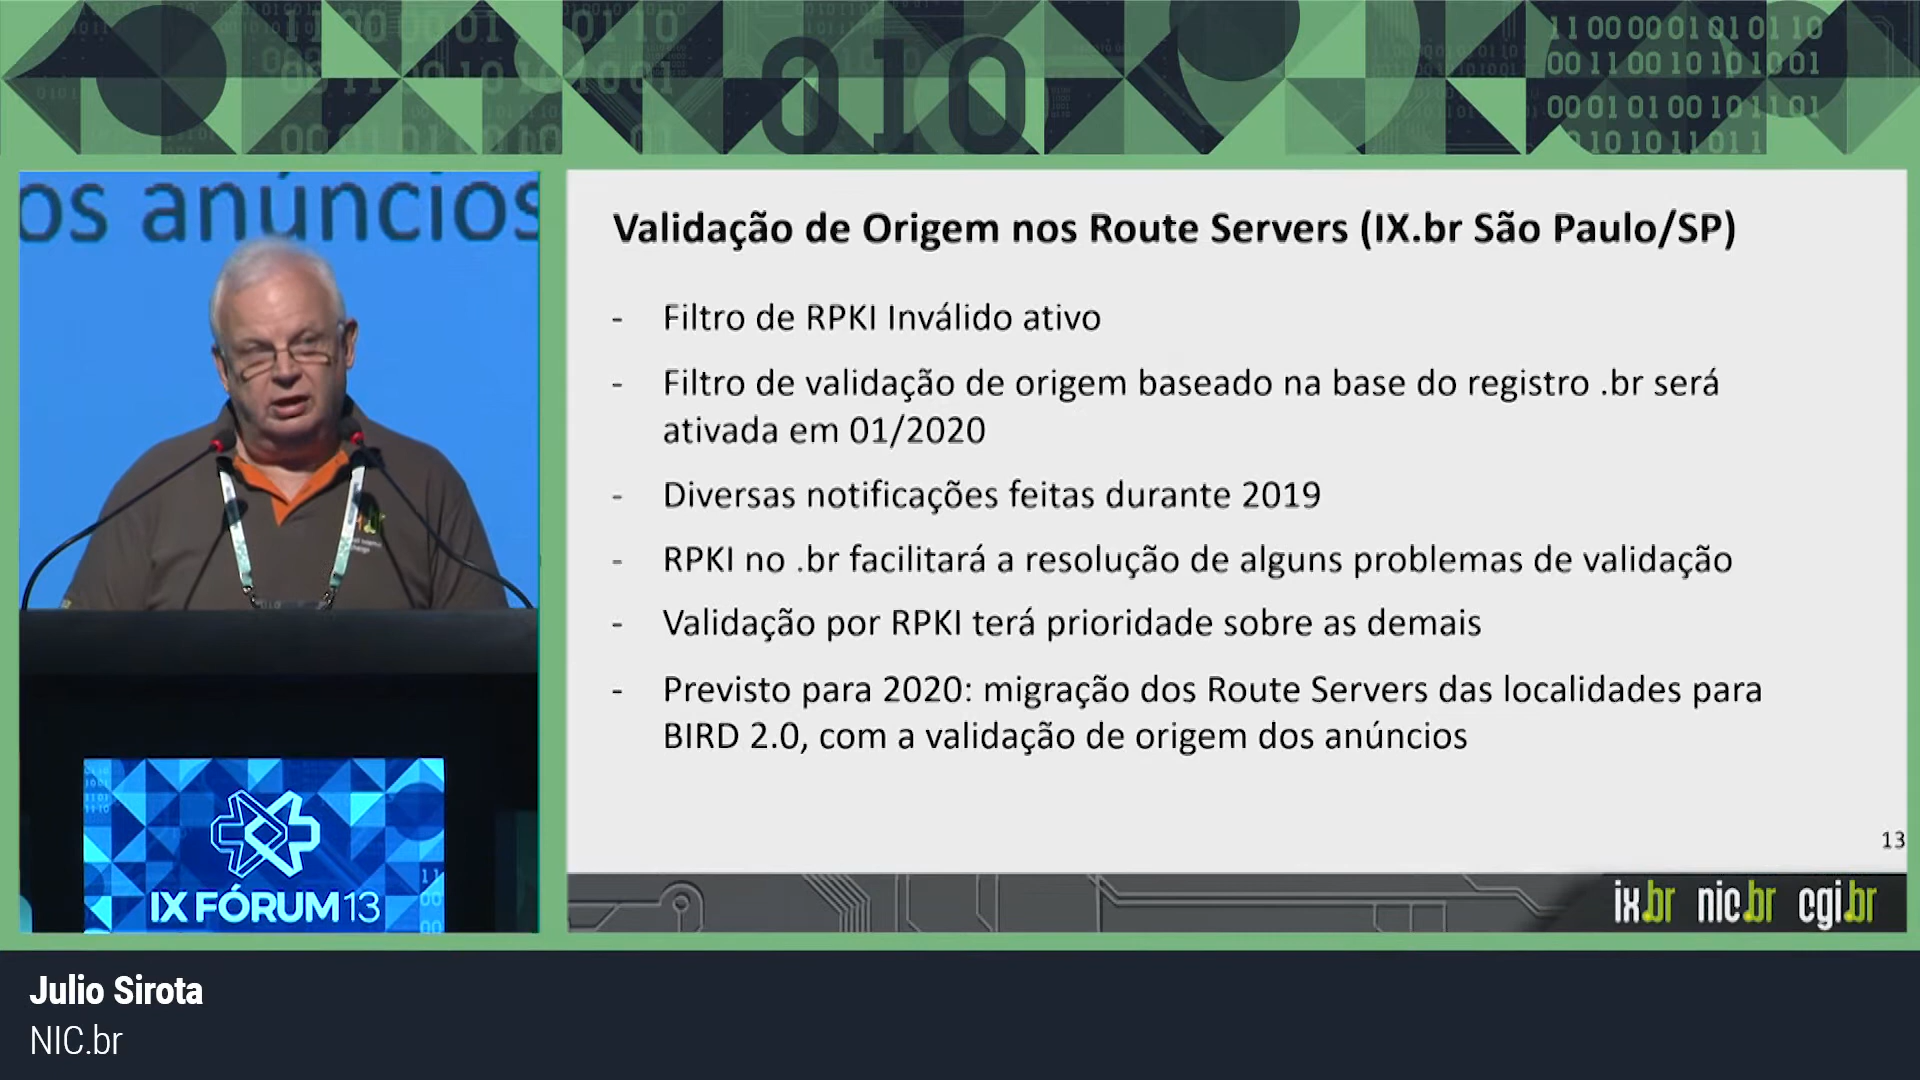 os anúncios
Validação de Origem nos Route Servers (IX.br São Paulo/SP)
- Filtro de RPKI Inválido ativo
- Filtro de validação de origem baseado na base do registro .br será
ativada em 01/2020
- Diversas notificações feitas durante 2019
- RPKI no .br facilitará a resolução de alguns problemas de validação
- Validação por RPKI terá prioridade sobre as demais
- Previsto para 2020: migração dos Route Servers das localidades para
BIRD 2.0, com a validação de origem dos anúncios
13
ix.br nic.br cgi.br
IX FÓRUM 13
Julio Sirota
NIC.br